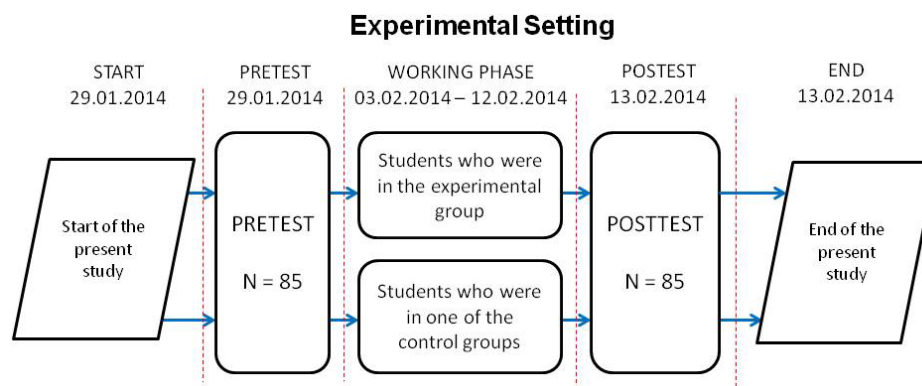 Experimental Setting
START
29.01.2014
PRETEST
29.01.2014
WORKING PHASE
03.02.2014 – 12.02.2014
POSTEST
13.02.2014
END
13.02.2014
Start of the
present
study
PRETEST
N = 85
Students who were
in the experimental
group
Students who were
in one of the
control groups
POSTTEST
N = 85
End of the
present
study